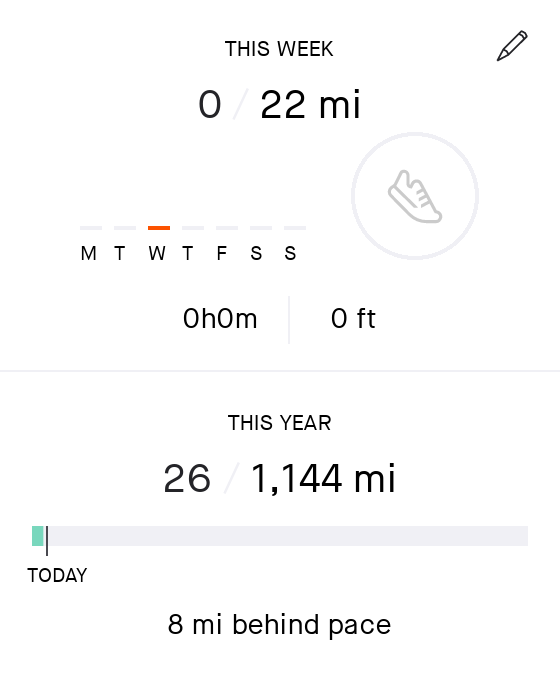 THIS WEEK
0 / 22 mi
M T W T F S S
0h0m
0 ft
THIS YEAR
26 / 1,144 mi
TODAY
8 mi behind pace